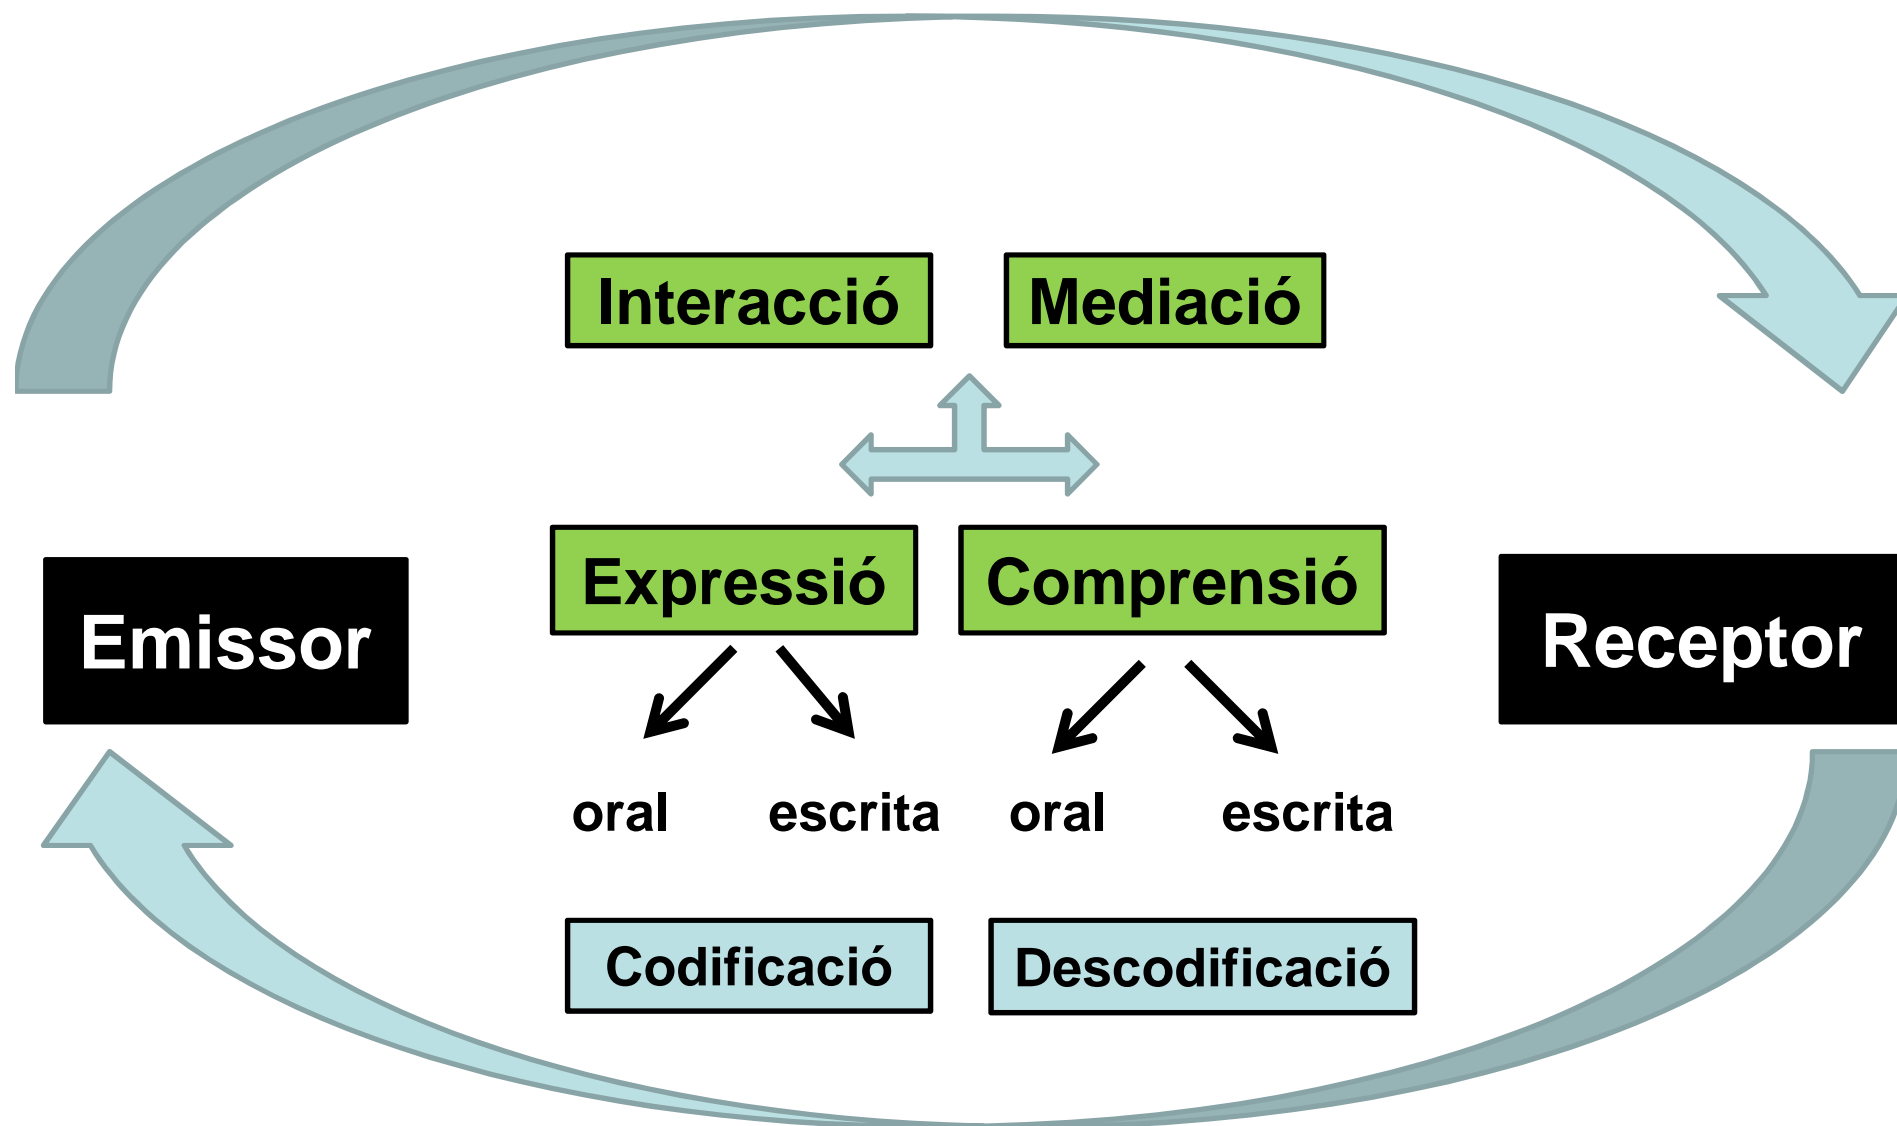 Interacció
Mediació
Expressió
Comprensió
Emissor
Receptor
oral
escrita
oral
escrita
Codificació
Descodificació